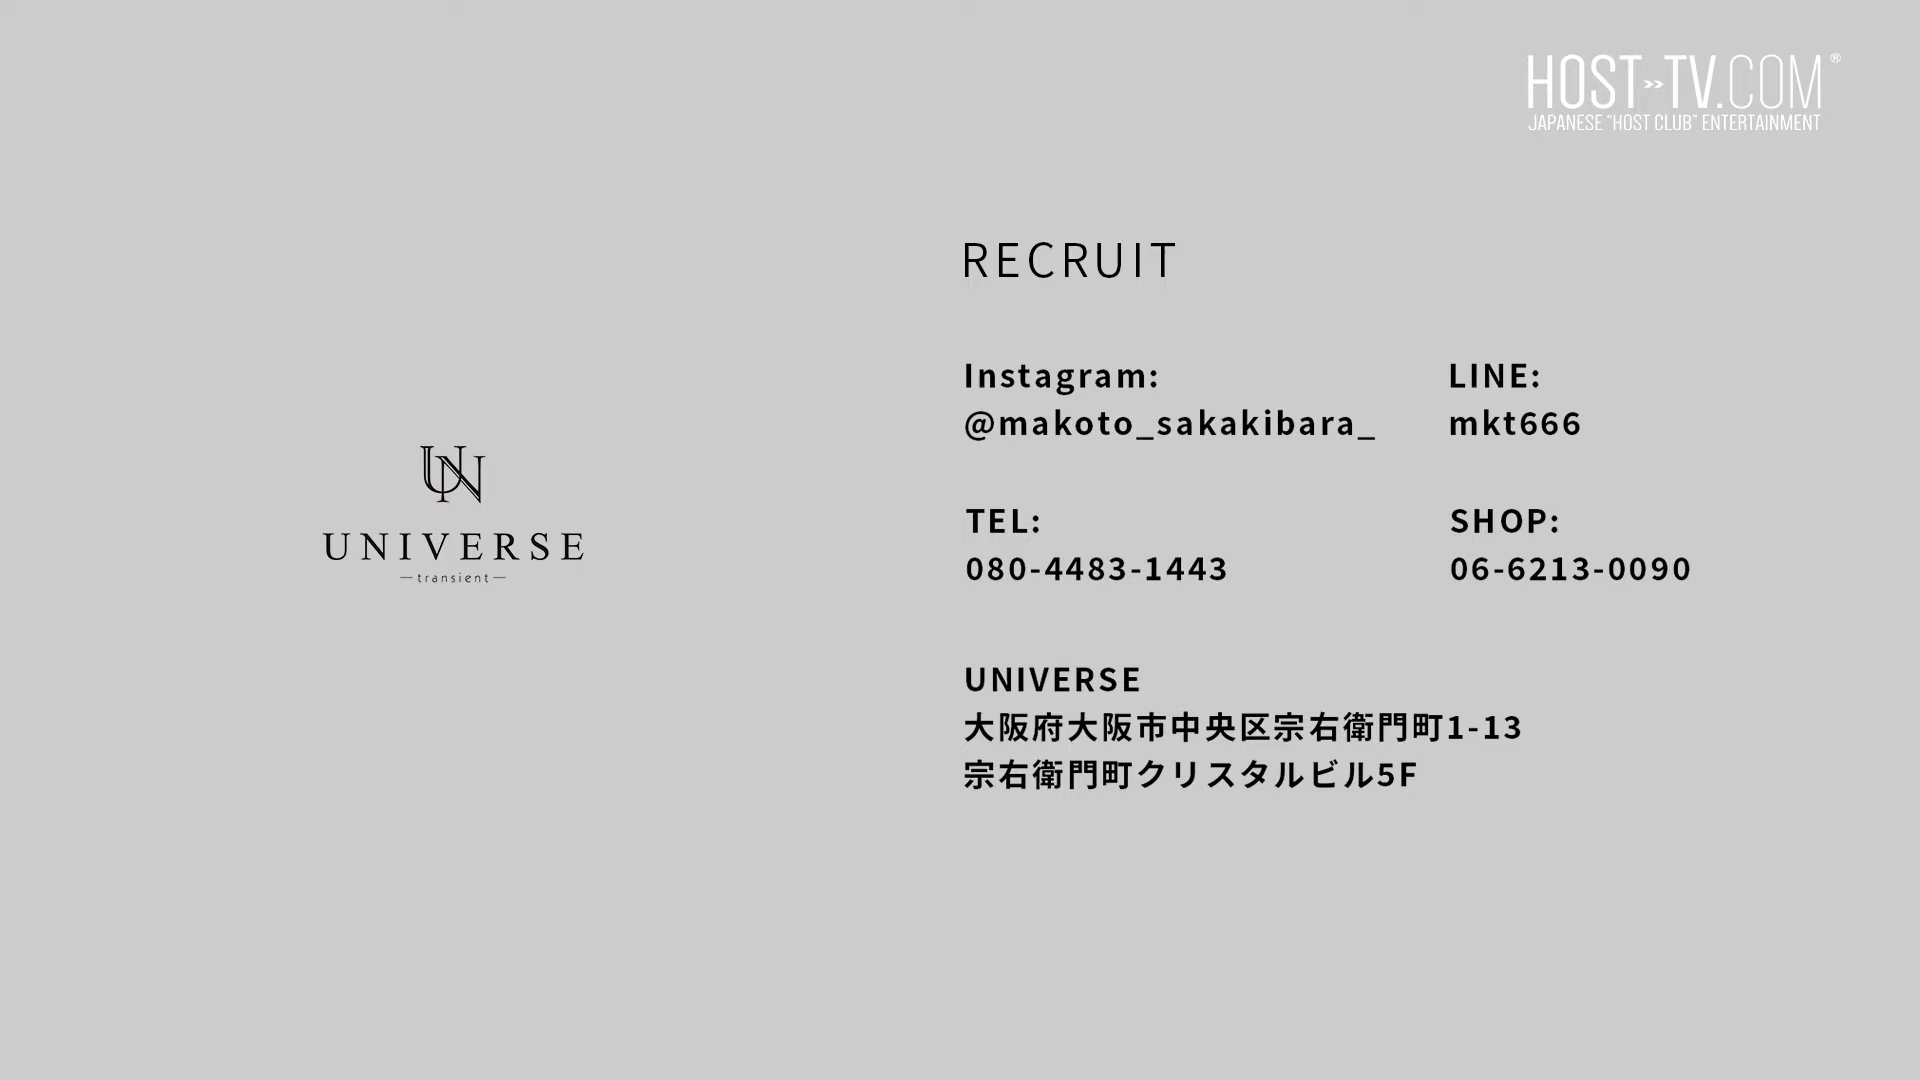 HOST»TV.COM®
JAPANESE "HOST CLUB" ENTERTAINMENT
UN
UNIVERSE
—transient—
RECRUIT
Instagram:
@makoto_sakakibara_
LINE:
mkt666
TEL:
080-4483-1443
SHOP:
06-6213-0090
UNIVERSE
大阪府大阪市中央区宗右衛門町1-13
宗右衛門町クリスタルビル5F